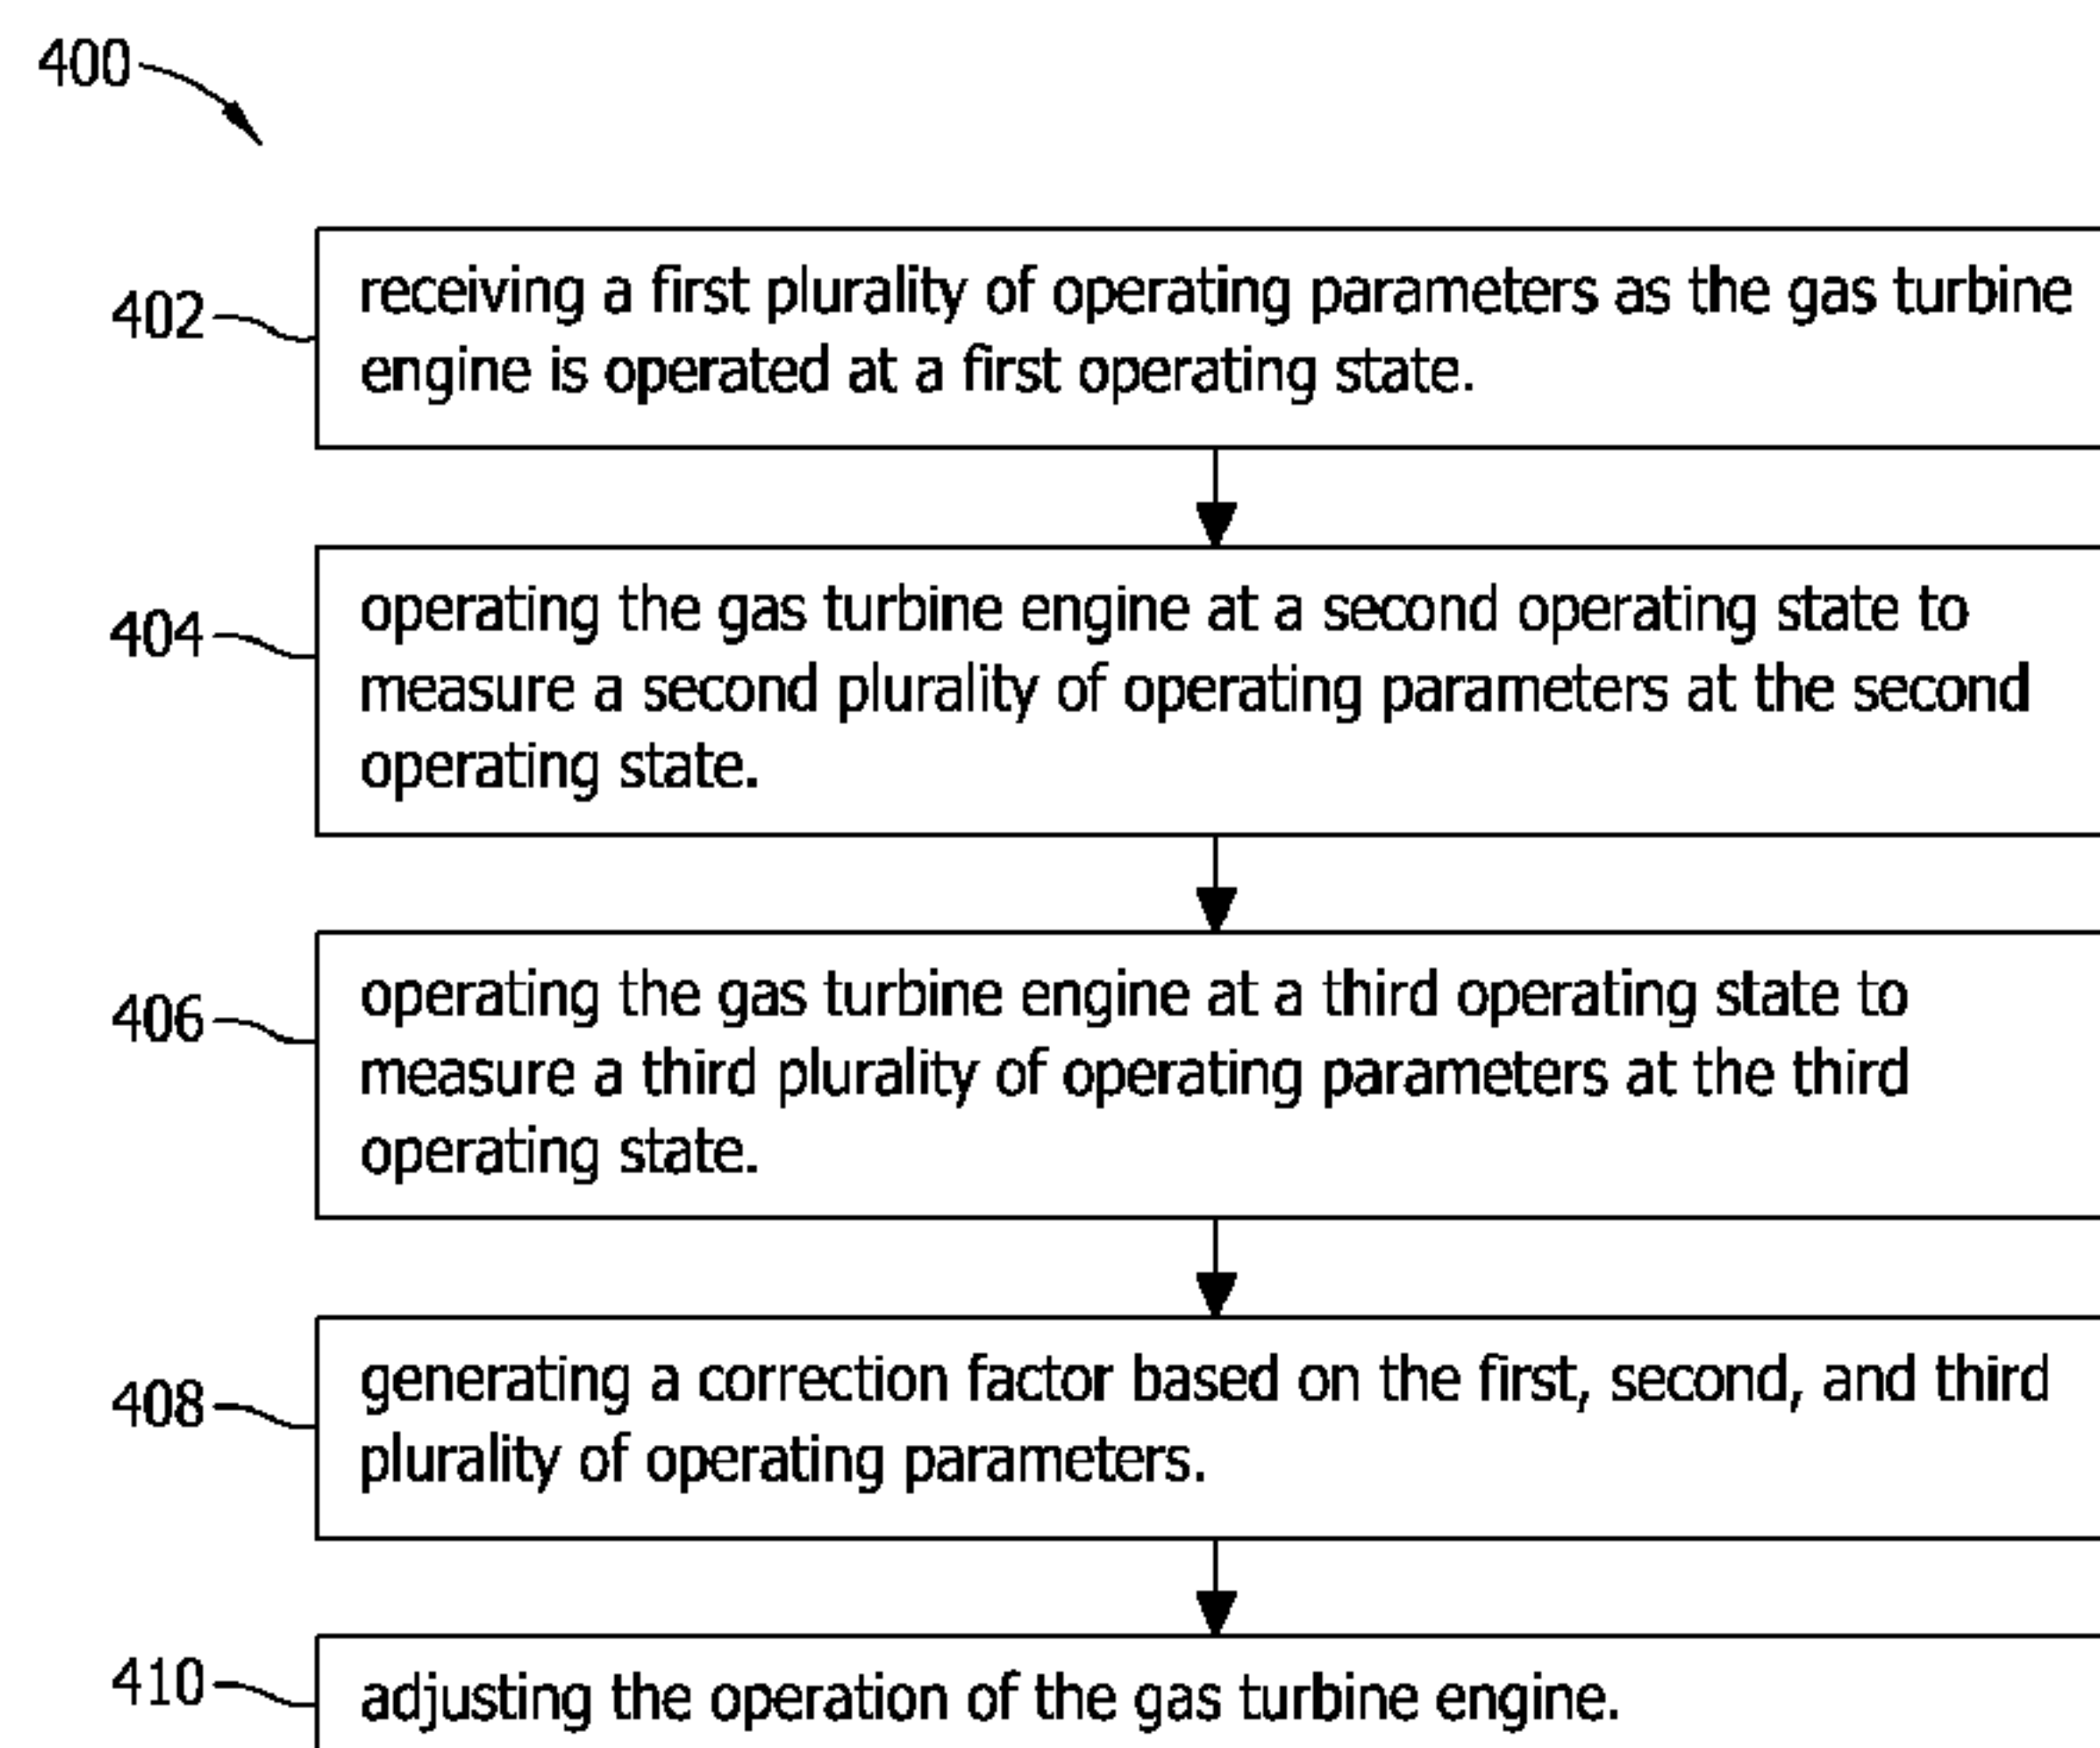 400
402
receiving a first plurality of operating parameters as the gas turbine
engine is operated at a first operating state.
404
operating the gas turbine engine at a second operating state to
measure a second plurality of operating parameters at the second
operating state.
406
operating the gas turbine engine at a third operating state to
measure a third plurality of operating parameters at the third
operating state.
408
generating a correction factor based on the first, second, and third
plurality of operating parameters.
410
adjusting the operation of the gas turbine engine.